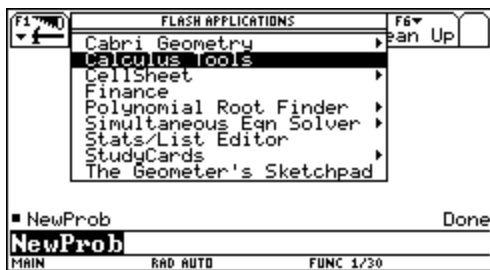 F1 FLASH APPLICATIONS F6
ean Up
Cabri Geometry
Calculus Tools
CellSheet
Finance
Polynomial Root Finder
Simultaneous Eqn Solver
Stats/List Editor
StudyCards
The Geometer's Sketchpad
NewProb Done
NewProb
MAIN RAD AUTO FUNC 1/30